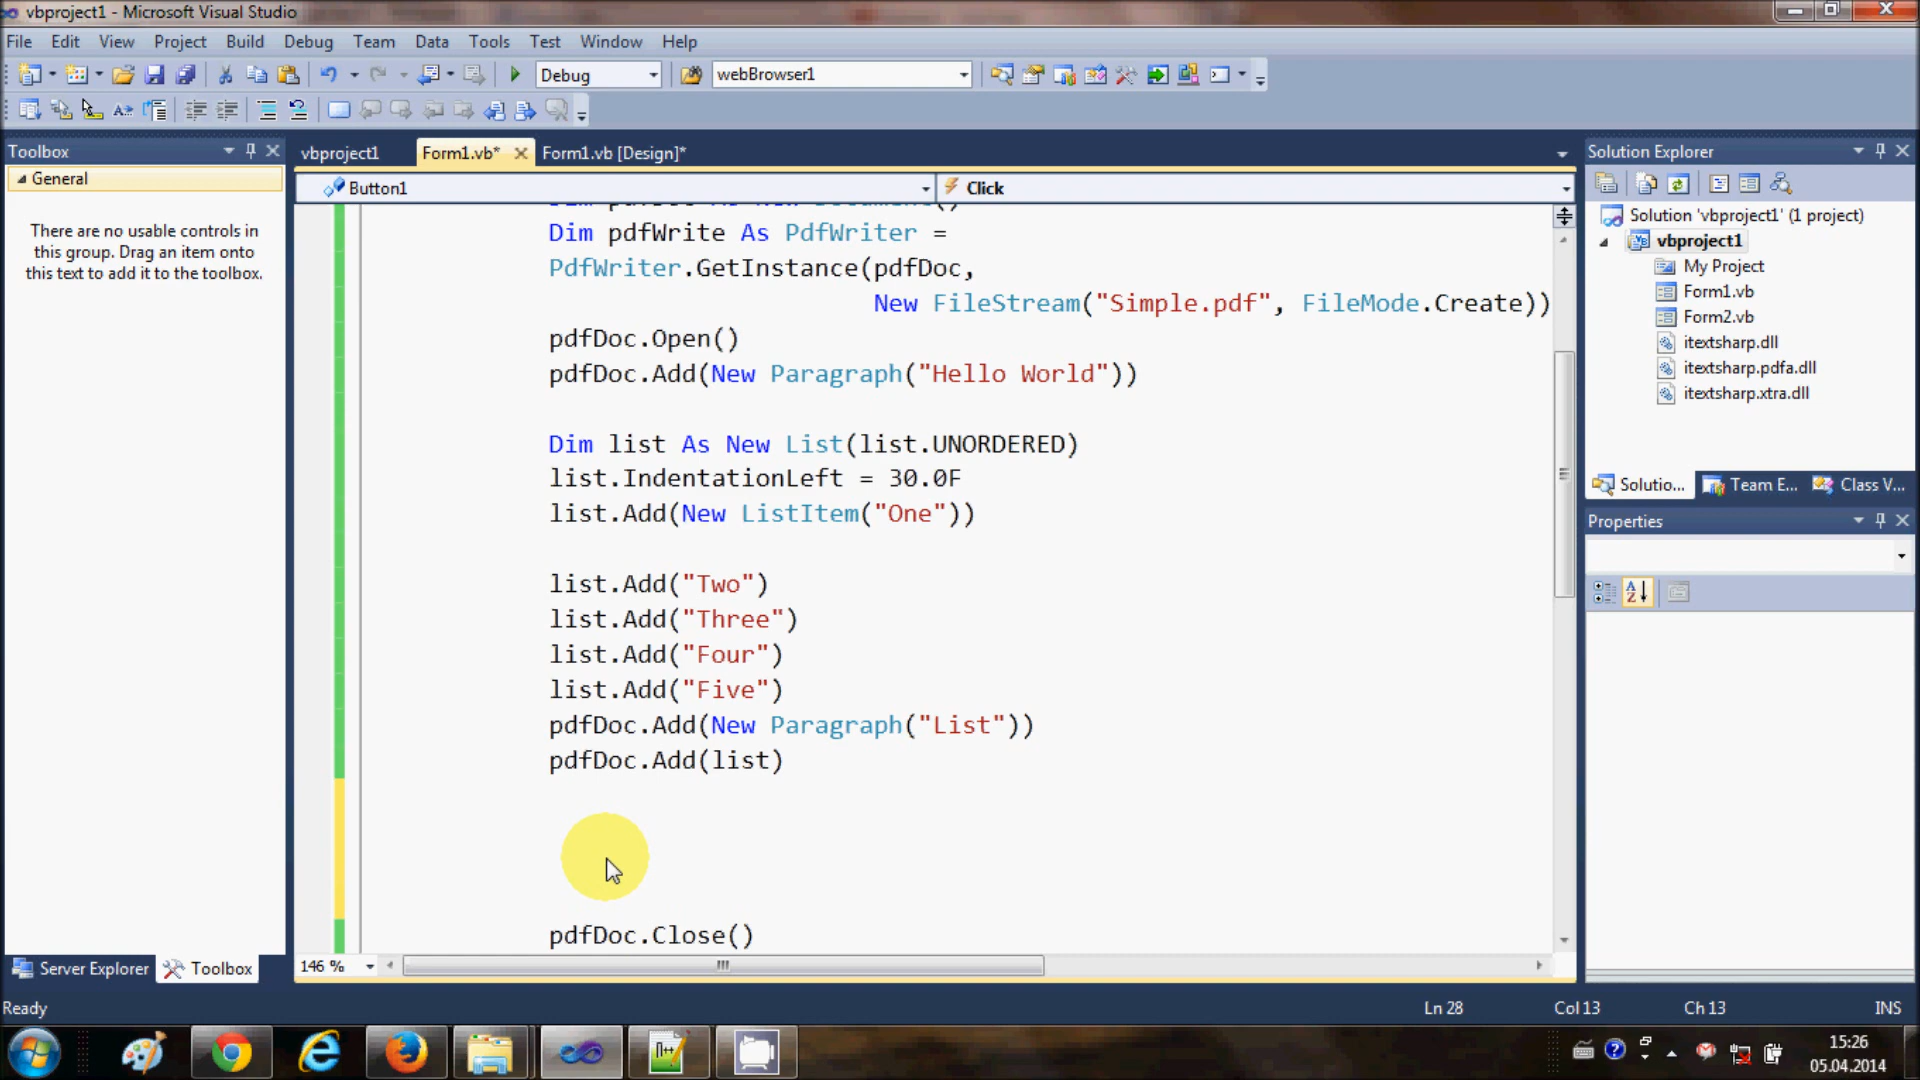 vbproject1 - Microsoft Visual Studio
File Edit View Project Build Debug Team Data Tools Test Window Help
Debug webBrowser1
Toolbox
General
There are no usable controls in
this group. Drag an item onto
this text to add it to the toolbox.
Server Explorer Toolbox
vbproject1 Form1.vb* Form1.vb [Design]*
Button1 Click
Dim pdfWrite As PdfWriter =
PdfWriter.GetInstance(pdfDoc,
New FileStream("Simple.pdf", FileMode.Create))
pdfDoc.Open()
pdfDoc.Add(New Paragraph("Hello World"))
Dim list As New List(list.UNORDERED)
list.IndentationLeft = 30.0F
list.Add(New ListItem("One"))
list.Add("Two")
list.Add("Three")
list.Add("Four")
list.Add("Five")
pdfDoc.Add(New Paragraph("List"))
pdfDoc.Add(list)
pdfDoc.Close()
146 %
Solution Explorer
Solution 'vbproject1' (1 project)
vbproject1
My Project
Form1.vb
Form2.vb
itextsharp.dll
itextsharp.pdfa.dll
itextsharp.xtra.dll
Solutio... Team E... Class V...
Properties
Ready Ln 28 Col 13 Ch 13 INS
15:26
05.04.2014